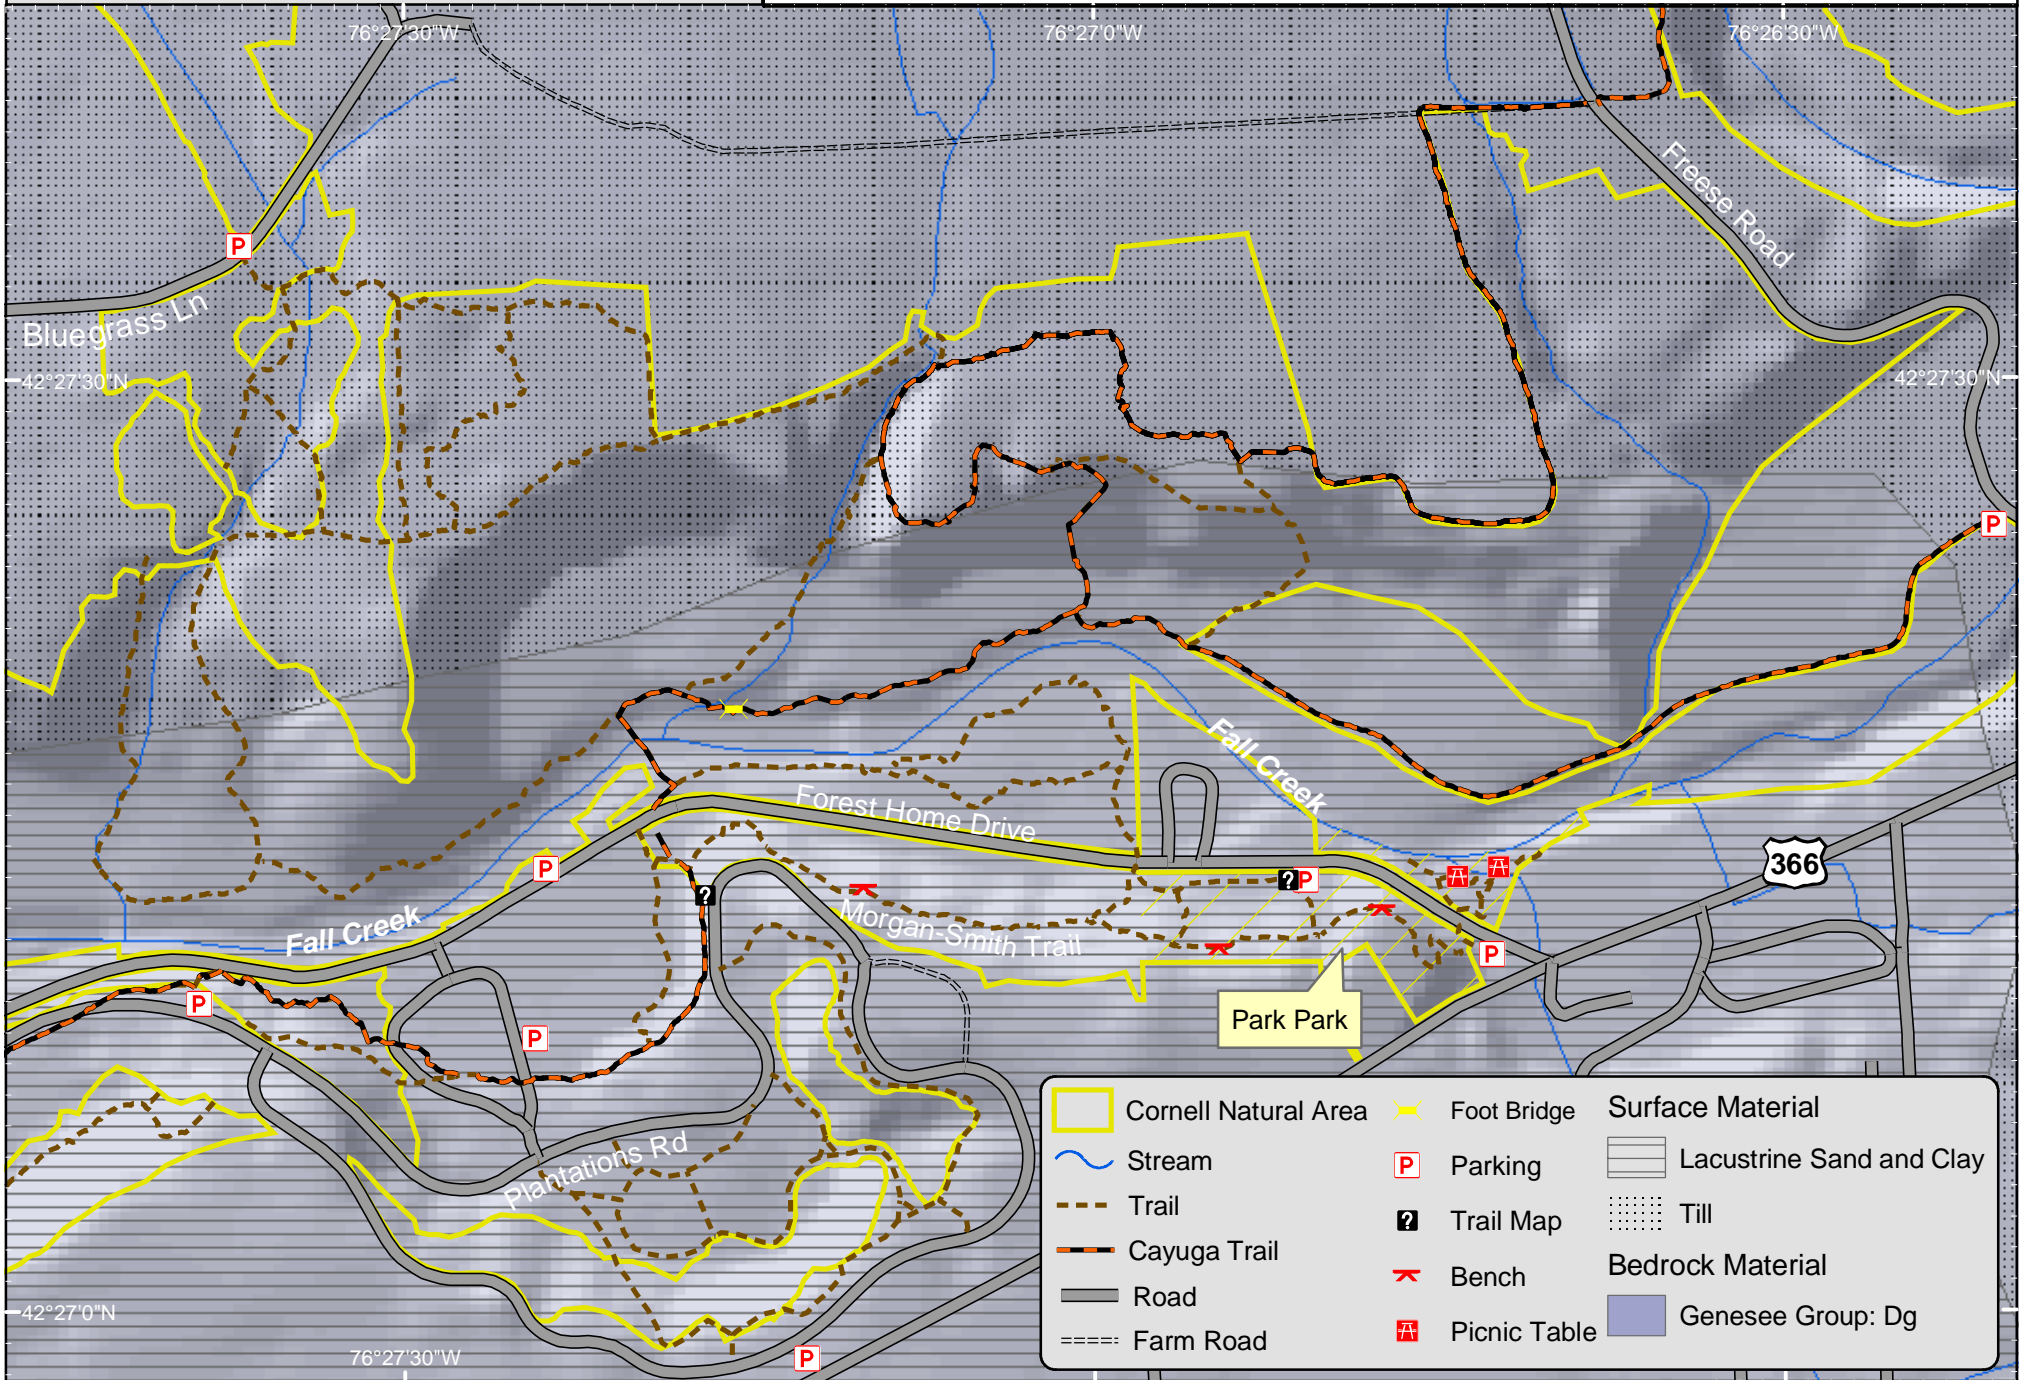 76°27'30"W
76°27'0"W
76°26'30"W
Freese Road
Bluegrass Ln
42°27'30"N
42°27'30"N
P
P
Fall Creek
Forest Home Drive
366
P
?
?
P
Morgan-Smith Trail
Fall Creek
P
P
P
Park Park
Plantations Rd
42°27'0"N
76°27'30"W
P
Cornell Natural Area
Stream
Trail
Cayuga Trail
Road
Farm Road
Foot Bridge
P Parking
? Trail Map
Bench
Picnic Table
Surface Material
Lacustrine Sand and Clay
Till
Bedrock Material
Genesee Group: Dg